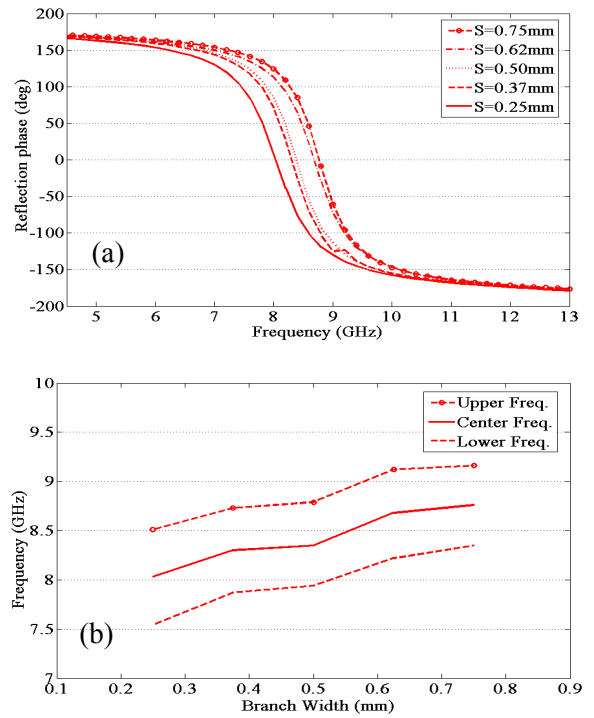 200
150
100
50
0
-50
-100
-150
-200
Reflection phase (deg)
S=0.75mm
S=0.62mm
S=0.50mm
S=0.37mm
S=0.25mm
(a)
5 6 7 8 9 10 11 12 13
Frequency (GHz)
10
9.5
9
8.5
8
7.5
7
Frequency (GHz)
Upper Freq.
Center Freq.
Lower Freq.
(b)
0.1 0.2 0.3 0.4 0.5 0.6 0.7 0.8 0.9
Branch Width (mm)